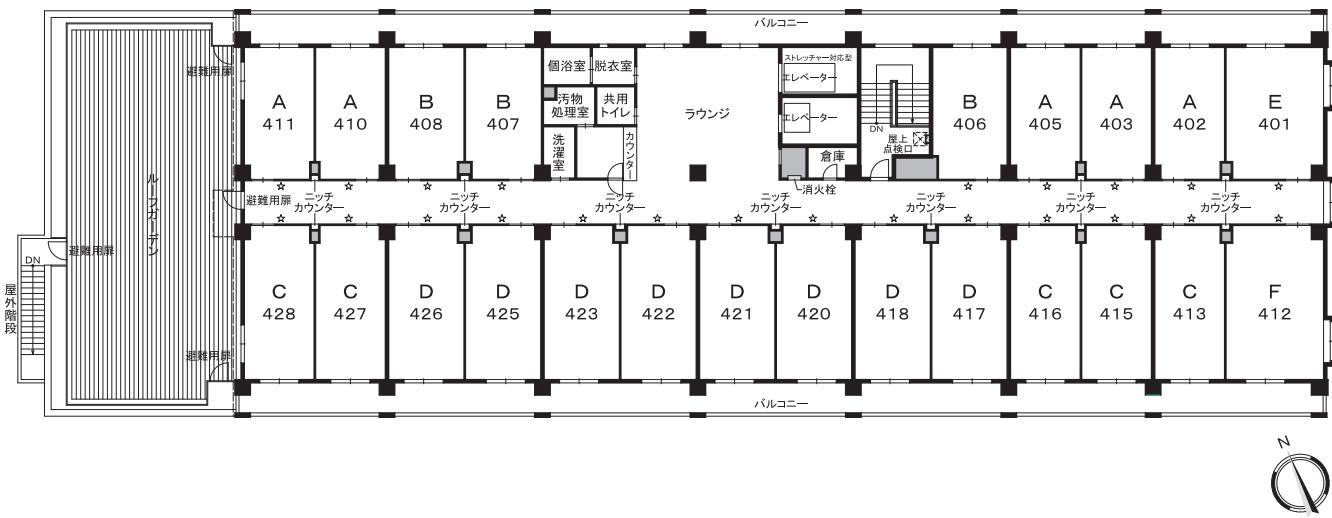 バルコニー
避難用扉
A
411
A
410
B
408
B
407
個浴室
脱衣室
汚物
処理室
共用
トイレ
洗濯室
カウンター
ラウンジ
ストレッチャー対応型
エレベーター
エレベーター
倉庫
消火栓
DN
屋上
点検口
B
406
A
405
A
403
A
402
E
401
ルーフガーデン
避難用扉
☆ ☆ ☆ ☆ ☆ ☆ ☆ ☆ ☆
ニッチ
カウンター
ニッチ
カウンター
ニッチ
カウンター
ニッチ
カウンター
ニッチ
カウンター
ニッチ
カウンター
ニッチ
カウンター
☆ ☆ ☆ ☆ ☆ ☆ ☆ ☆ ☆ ☆ ☆ ☆ ☆ ☆
避難用扉
DN
屋外階段
C
428
C
427
D
426
D
425
D
423
D
422
D
421
D
420
D
418
D
417
C
416
C
415
C
413
F
412
避難用扉
バルコニー
N